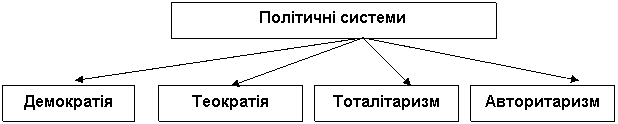 Політичні системи
Демократія
Теократія
Тоталітаризм
Авторитаризм